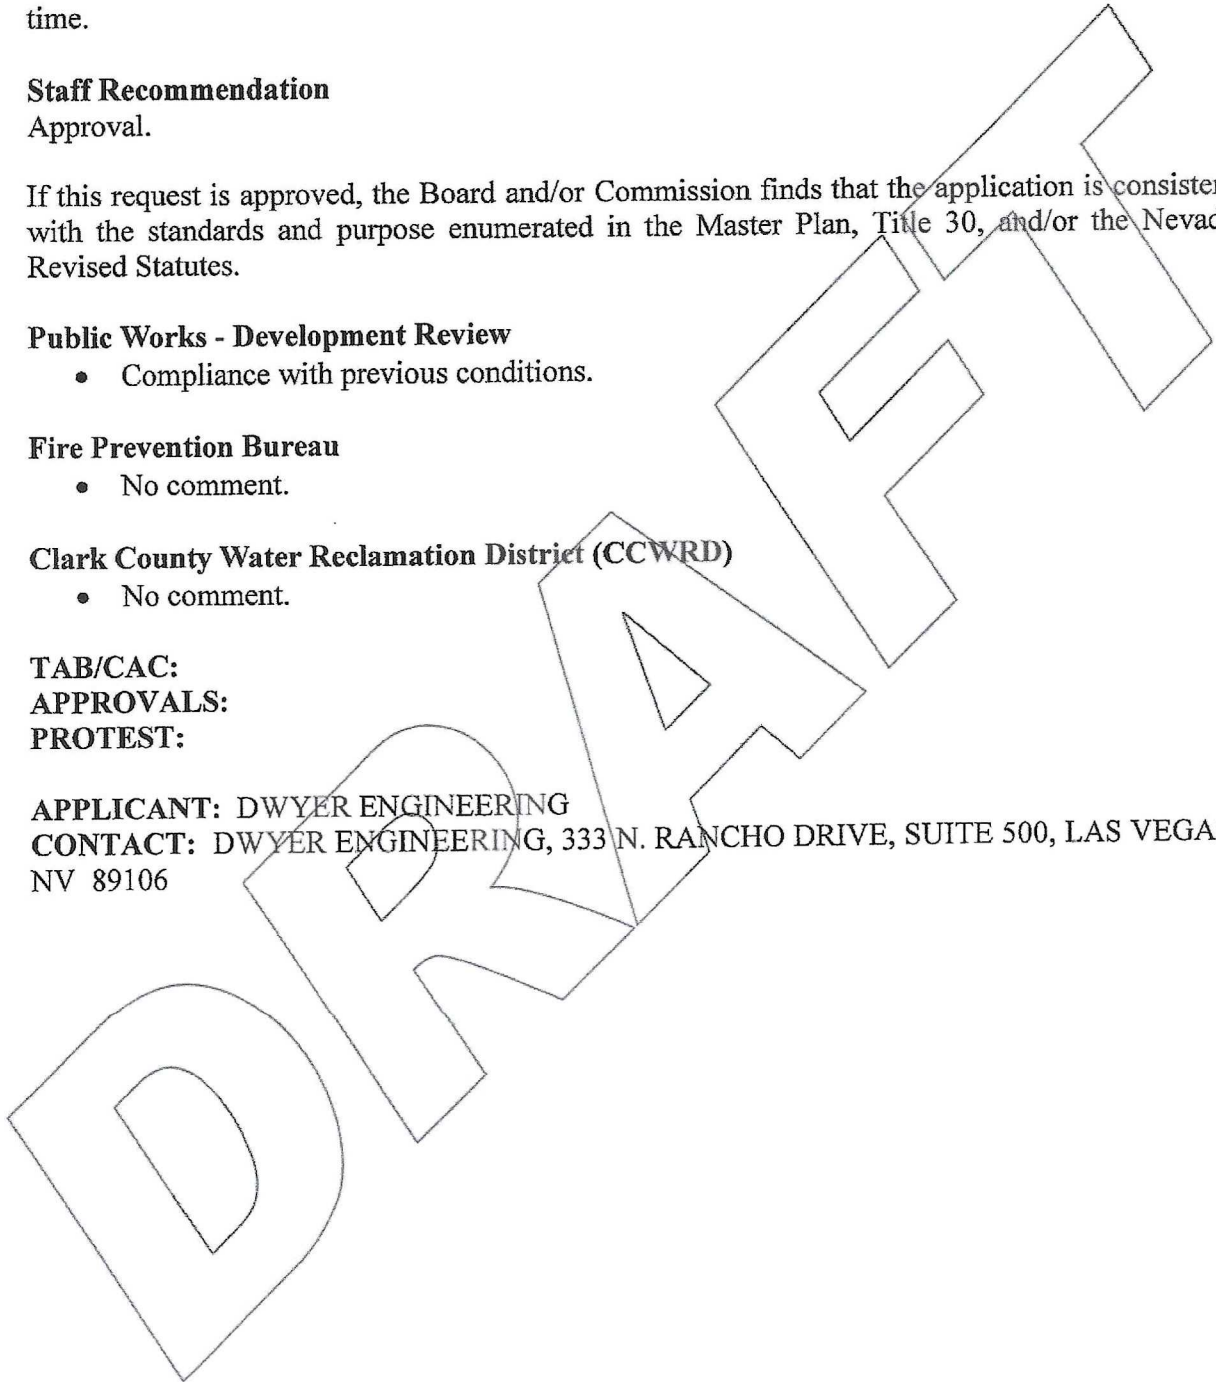 time.
Staff Recommendation
Approval.
If this request is approved, the Board and/or Commission finds that the application is consister
with the standards and purpose enumerated in the Master Plan, Title 30, and/or the Nevac
Revised Statutes.
Public Works - Development Review
• Compliance with previous conditions.
Fire Prevention Bureau
• No comment.
Clark County Water Reclamation District (CCWRD)
• No comment.
TAB/CAC:
APPROVALS:
PROTEST:
APPLICANT: DWYER ENGINEERING
CONTACT: DWYER ENGINEERING, 333 N. RANCHO DRIVE, SUITE 500, LAS VEGA
NV 89106
DRAFT